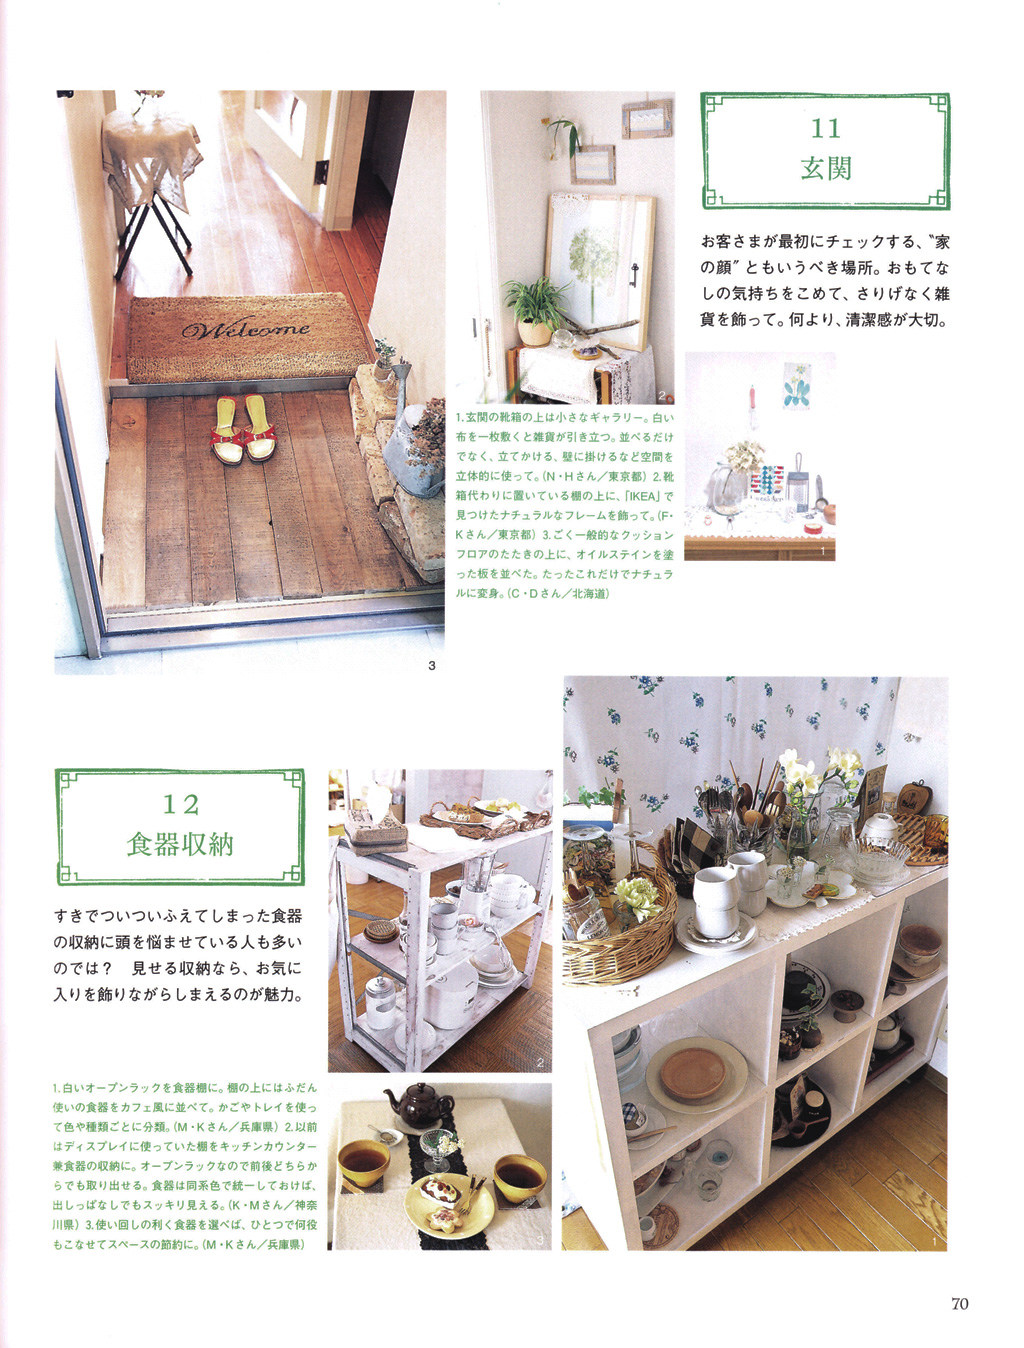 11
玄関
お客さまが最初にチェックする、〝家
の顔〟ともいうべき場所。おもてな
しの気持ちをこめて、さりげなく雑
貨を飾って。何より、清潔感が大切。
Welcome
2
1
3
1.玄関の靴箱の上は小さなギャラリー。白い
布を一枚敷くと雑貨が引き立つ。並べるだけ
でなく、立てかける、壁に掛けるなど空間を
立体的に使って。(N・Hさん／東京都) 2.靴
箱代わりに置いている棚の上に、「IKEA」で
見つけたナチュラルなフレームを飾って。(F・
Kさん／東京都) 3.ごく一般的なクッション
フロアのたたきの上に、オイルステインを塗
った板を並べた。たったこれだけでナチュラ
ルに変身。(C・Dさん／北海道)
12
食器収納
すきでついついふえてしまった食器
の収納に頭を悩ませている人も多い
のでは？　見せる収納なら、お気に
入りを飾りながらしまえるのが魅力。
1.白いオープンラックを食器棚に。棚の上にはふだん
使いの食器をカフェ風に並べて。かごやトレイを使っ
て色や種類ごとに分類。(M・Kさん／兵庫県) 2.以前
はディスプレイに使っていた棚をキッチンカウンター
兼食器の収納に。オープンラックなので前後どちらか
らでも取り出せる。食器は同系色で統一しておけば、
出しっぱなしでもスッキリ見える。(K・Mさん／神奈
川県) 3.使い回しの利く食器を選べば、ひとつで何役
もこなせてスペースの節約に。(M・Kさん／兵庫県)
2
3
1
70